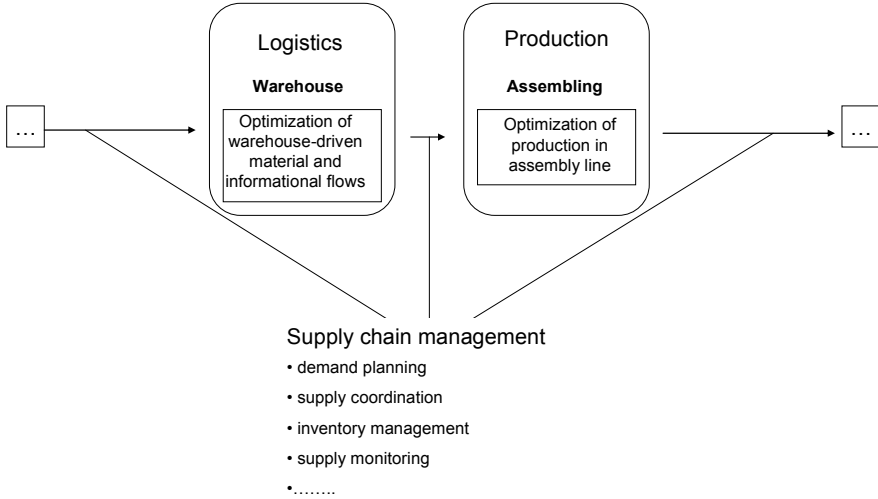 Logistics
Warehouse
Optimization of
warehouse-driven
material and
informational flows
Production
Assembling
Optimization of
production in
assembly line
...
...
Supply chain management
• demand planning
• supply coordination
• inventory management
• supply monitoring
•........